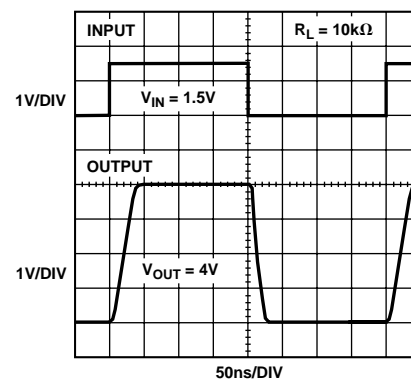 INPUT
R_L = 10kΩ
1V/DIV
V_IN = 1.5V
OUTPUT
1V/DIV
V_OUT = 4V
50ns/DIV